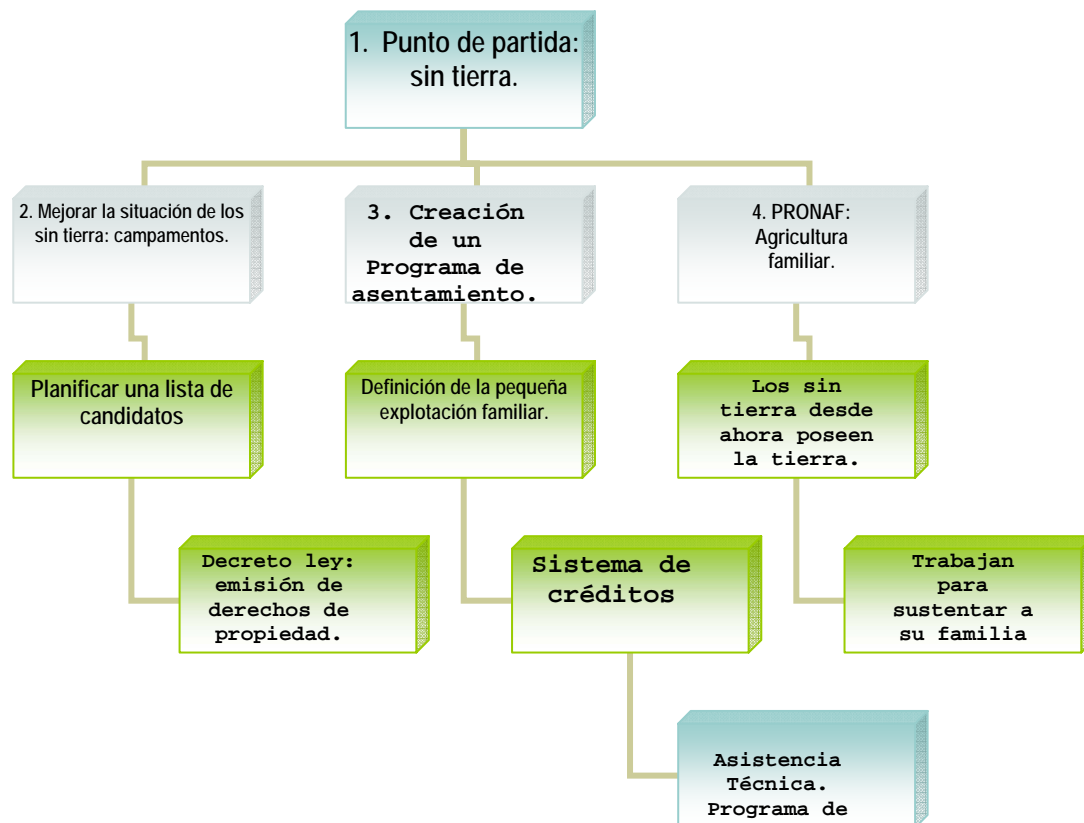 1. Punto de partida:
sin tierra.
2. Mejorar la situación de los
sin tierra: campamentos.
3. Creación
de un
Programa de
asentamiento.
4. PRONAF:
Agricultura
familiar.
Planificar una lista de
candidatos
Definición de la pequeña
explotación familiar.
Los sin
tierra desde
ahora poseen
la tierra.
Decreto ley:
emisión de
derechos de
propiedad.
Sistema de
créditos
Trabajan
para
sustentar a
su familia
Asistencia
Técnica.
Programa de